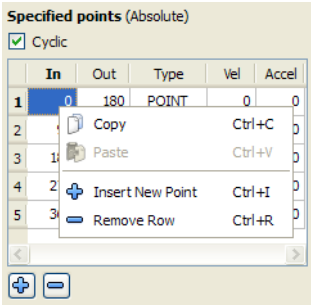 Specified points (Absolute)
Cyclic
In Out Type Vel Accel
1 0 180 POINT 0 0
2
3
4
5
Copy Ctrl+C
Paste Ctrl+V
Insert New Point Ctrl+I
Remove Row Ctrl+R